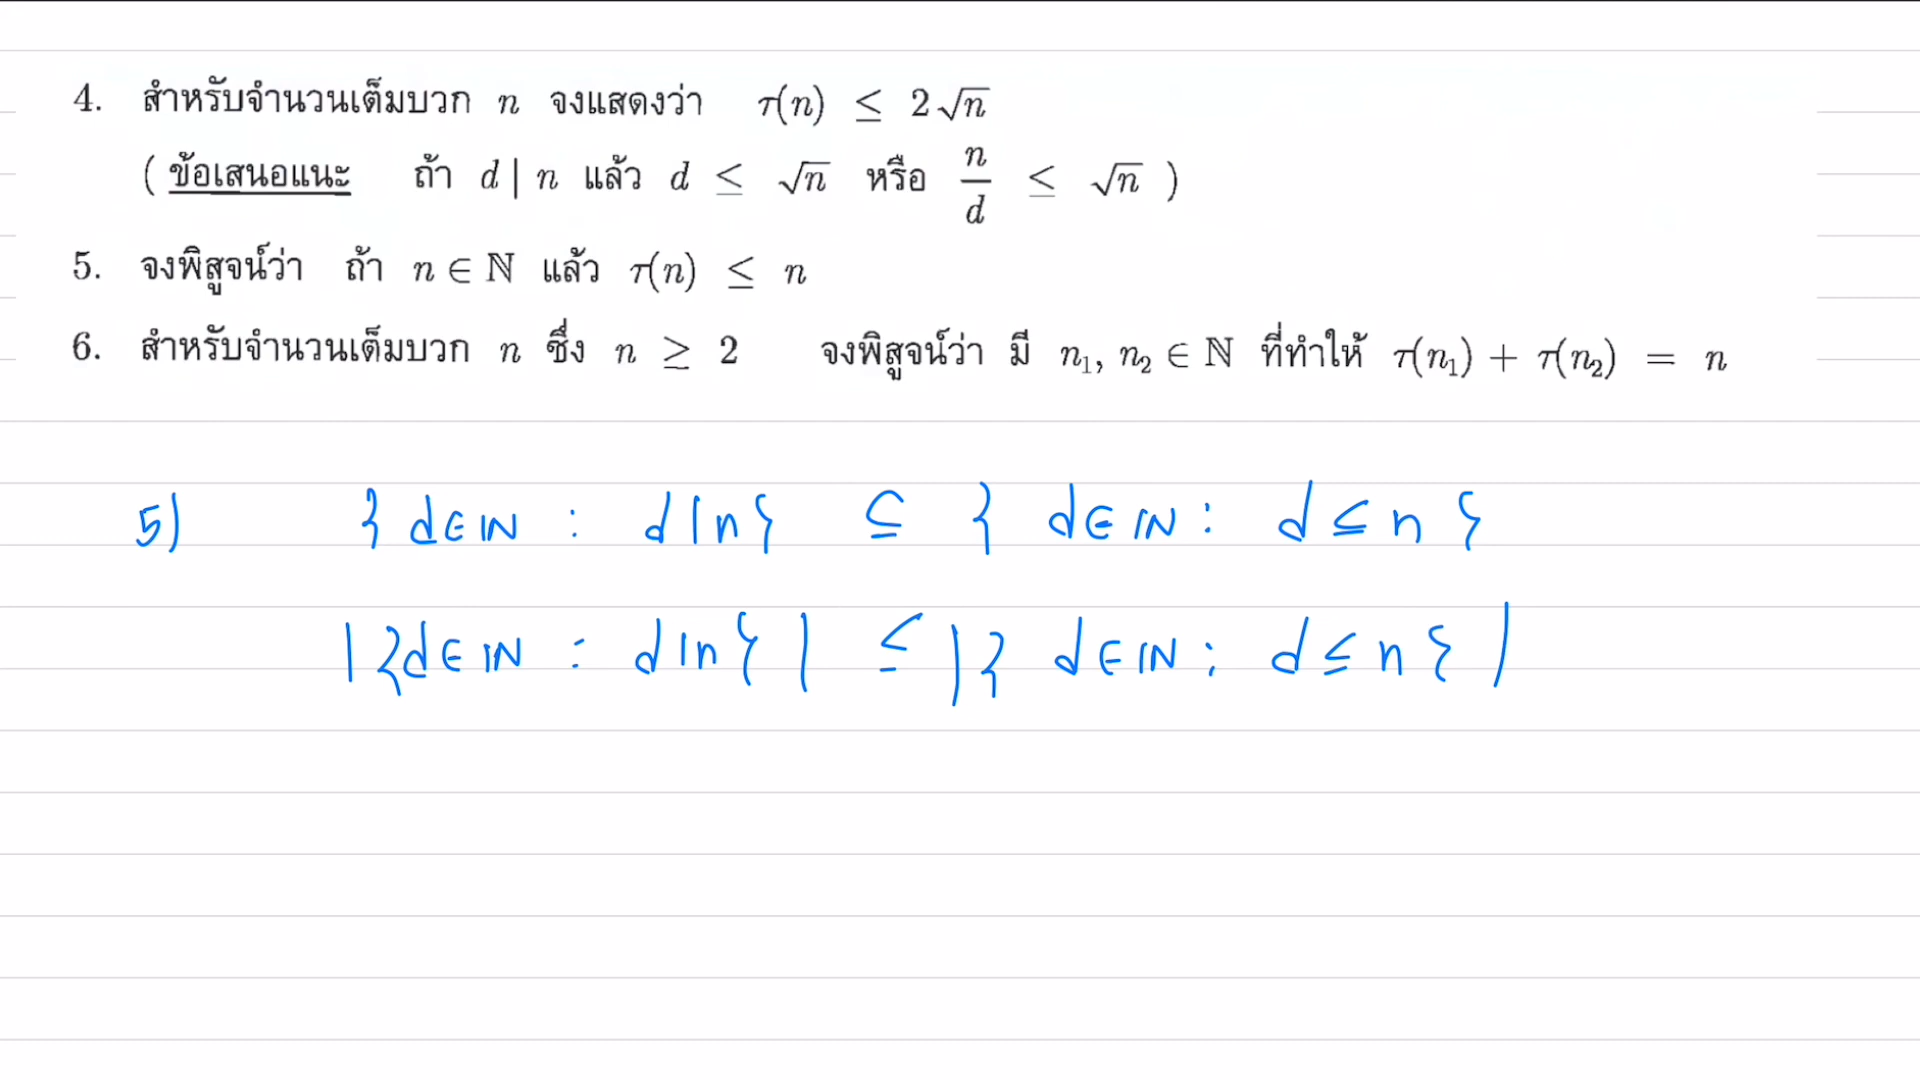 4. สำหรับจำนวนเต็มบวก n จงแสดงว่า τ(n) ≤ 2√n
( ข้อเสนอแนะ ถ้า d | n แล้ว d ≤ √n หรือ n/d ≤ √n )
5. จงพิสูจน์ว่า ถ้า n ∈ ℕ แล้ว τ(n) ≤ n
6. สำหรับจำนวนเต็มบวก n ซึ่ง n ≥ 2 จงพิสูจน์ว่า มี n₁, n₂ ∈ ℕ ที่ทำให้ τ(n₁) + τ(n₂) = n
5) { d ∈ ℕ : d | n } ⊆ { d ∈ ℕ : d ≤ n }
| { d ∈ ℕ : d | n } | ≤ | { d ∈ ℕ : d ≤ n } |